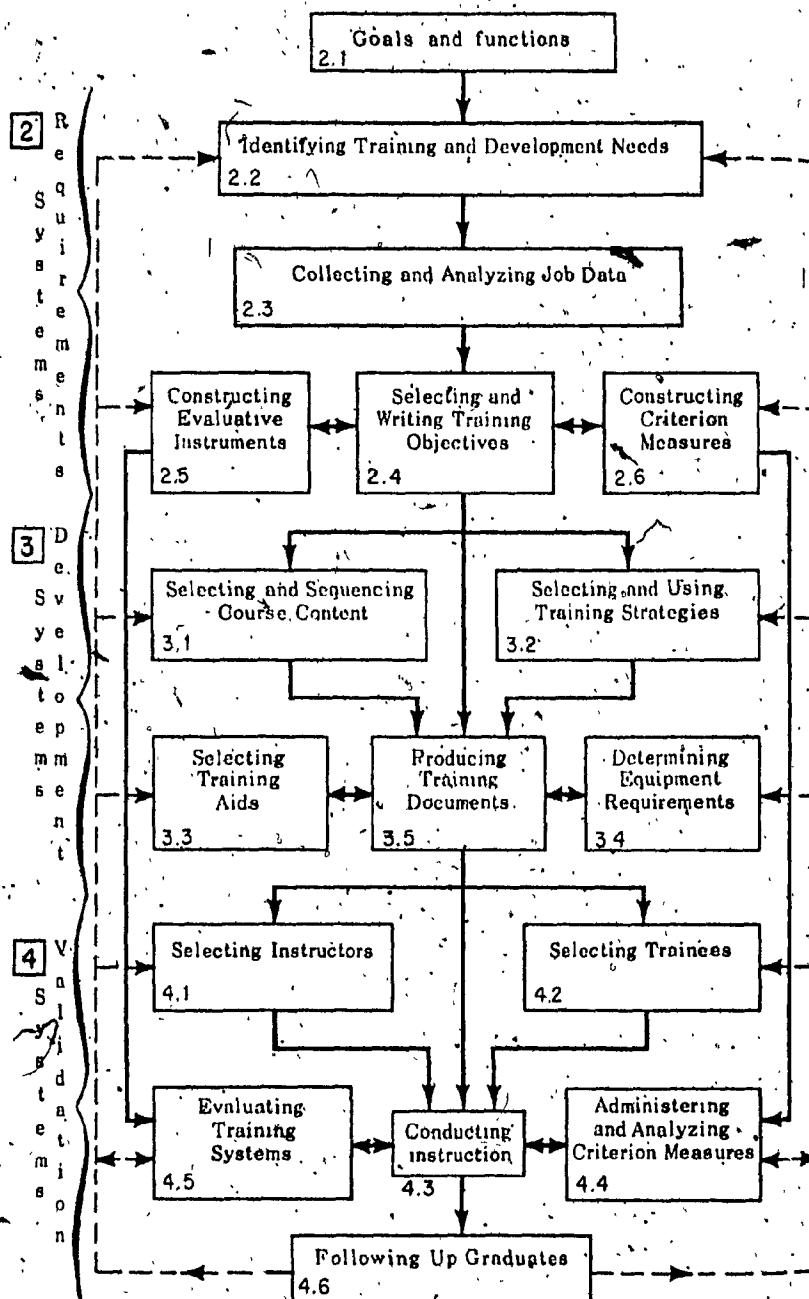 Goals and functions
2.1
2
Requirements
Systems
Identifying Training and Development Needs
2.2
Collecting and Analyzing Job Data
2.3
Constructing
Evaluative
Instruments
2.5
Selecting and
Writing Training
Objectives
2.4
Constructing
Criterion
Measures
2.6
3
Development
Systems
Selecting and Sequencing
Course Content
3.1
Selecting and Using
Training Strategies
3.2
Selecting
Training
Aids
3.3
Producing
Training
Documents
3.5
Determining
Equipment
Requirements
3.4
4
Validation
Systems
Selecting Instructors
4.1
Selecting Trainees
4.2
Evaluating
Training
Systems
4.5
Conducting
instruction
4.3
Administering
and Analyzing
Criterion Measures
4.4
Following Up Graduates
4.6